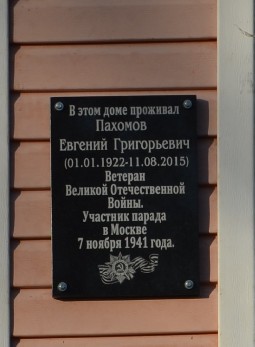 В этом доме проживал
Пахомов
Евгений Григорьевич
(01.01.1922-11.08.2015)
Ветеран
Великой Отечественной
Войны.
Участник парада
в Москве
7 ноября 1941 года.